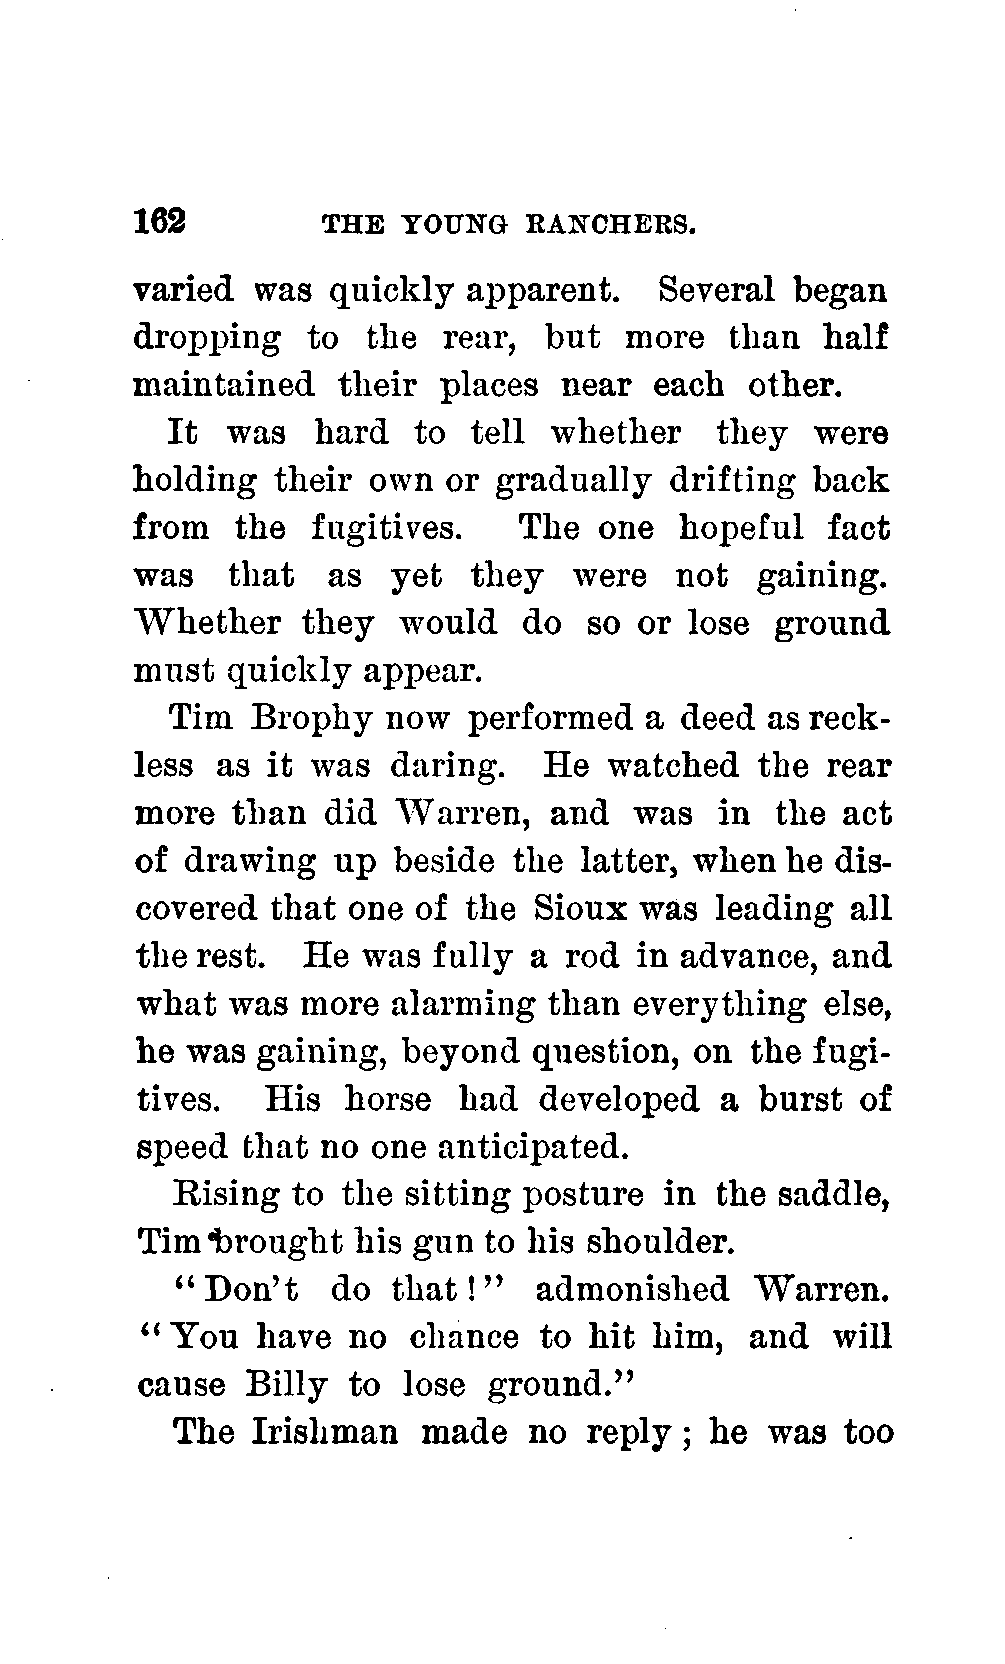 162 THE YOUNG RANCHERS.
varied was quickly apparent. Several began
dropping to the rear, but more than half
maintained their places near each other.
It was hard to tell whether they were
holding their own or gradually drifting back
from the fugitives. The one hopeful fact
was that as yet they were not gaining.
Whether they would do so or lose ground
must quickly appear.
Tim Brophy now performed a deed as reck-
less as it was daring. He watched the rear
more than did Warren, and was in the act
of drawing up beside the latter, when he dis-
covered that one of the Sioux was leading all
the rest. He was fully a rod in advance, and
what was more alarming than everything else,
he was gaining, beyond question, on the fugi-
tives. His horse had developed a burst of
speed that no one anticipated.
Rising to the sitting posture in the saddle,
Tim brought his gun to his shoulder.
“Don’t do that!” admonished Warren.
“You have no chance to hit him, and will
cause Billy to lose ground.”
The Irishman made no reply; he was too